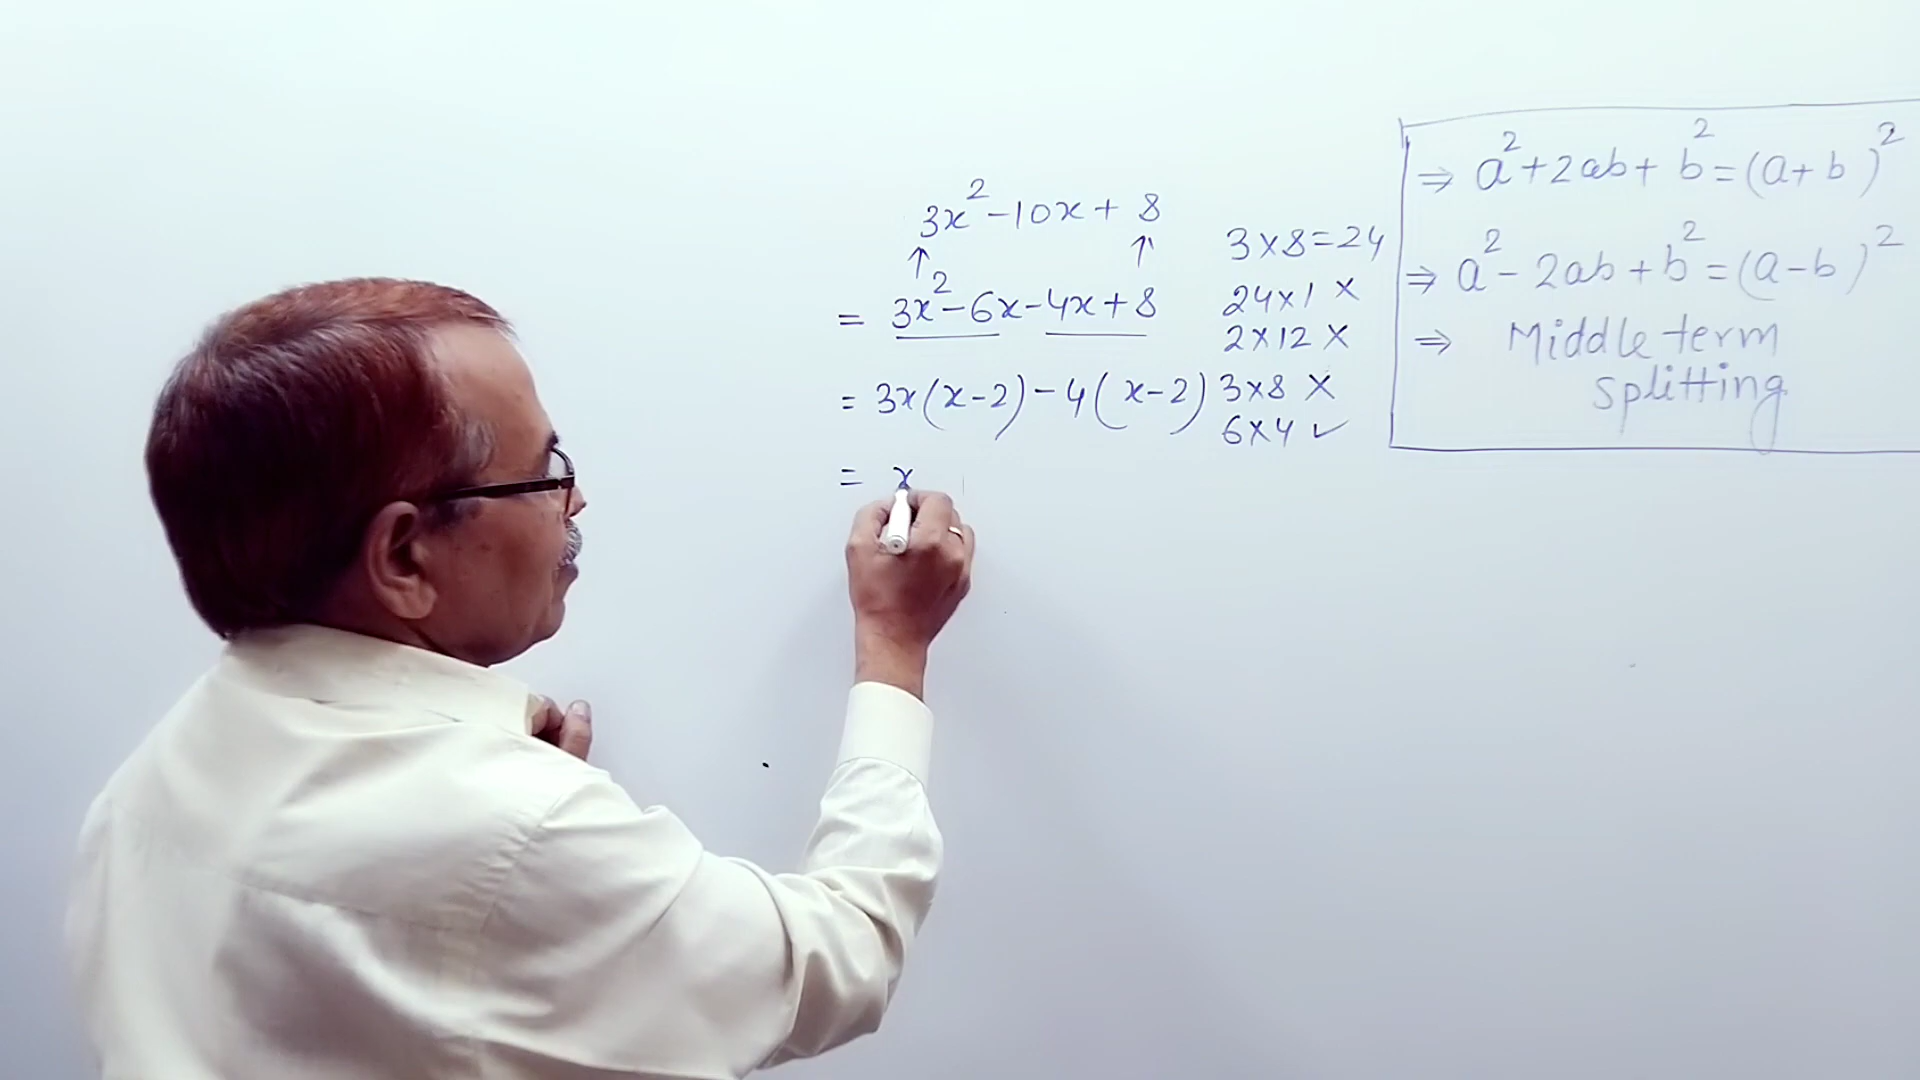 3x² - 10x + 8
↑ ↑
= 3x² - 6x - 4x + 8
= 3x(x-2) - 4(x-2)
= x
3 x 8 = 24
24 x 1 ×
2 x 12 ×
3 x 8 ×
6 x 4 ✓
⇒ a² + 2ab + b² = (a+b)²
⇒ a² - 2ab + b² = (a-b)²
⇒ Middle term
splitting